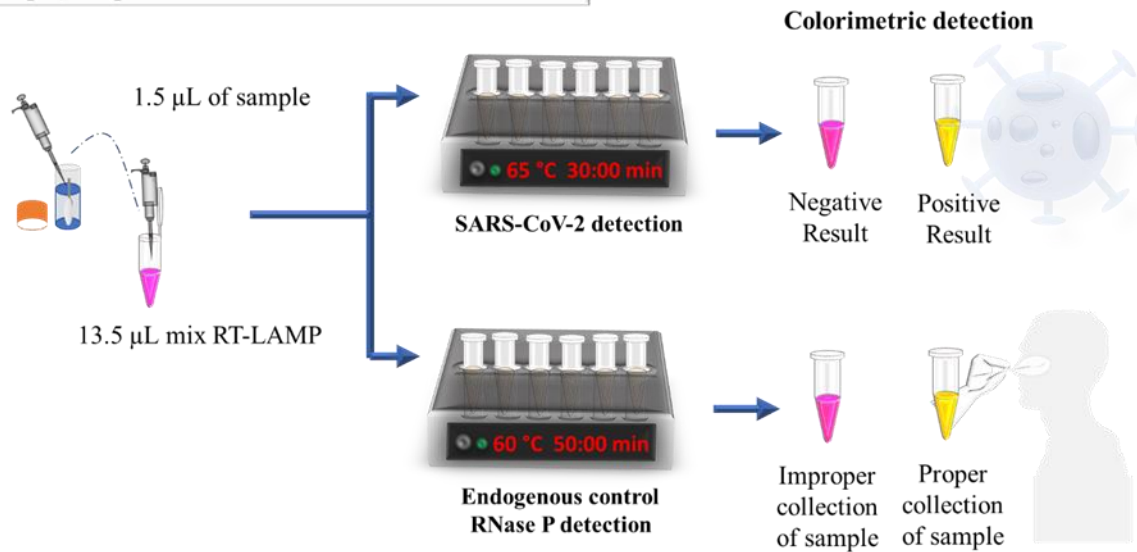 Colorimetric detection
1.5 µL of sample
65 °C 30:00 min
SARS-CoV-2 detection
Negative
Result
Positive
Result
13.5 µL mix RT-LAMP
60 °C 50:00 min
Endogenous control
RNase P detection
Improper
collection
of sample
Proper
collection
of sample